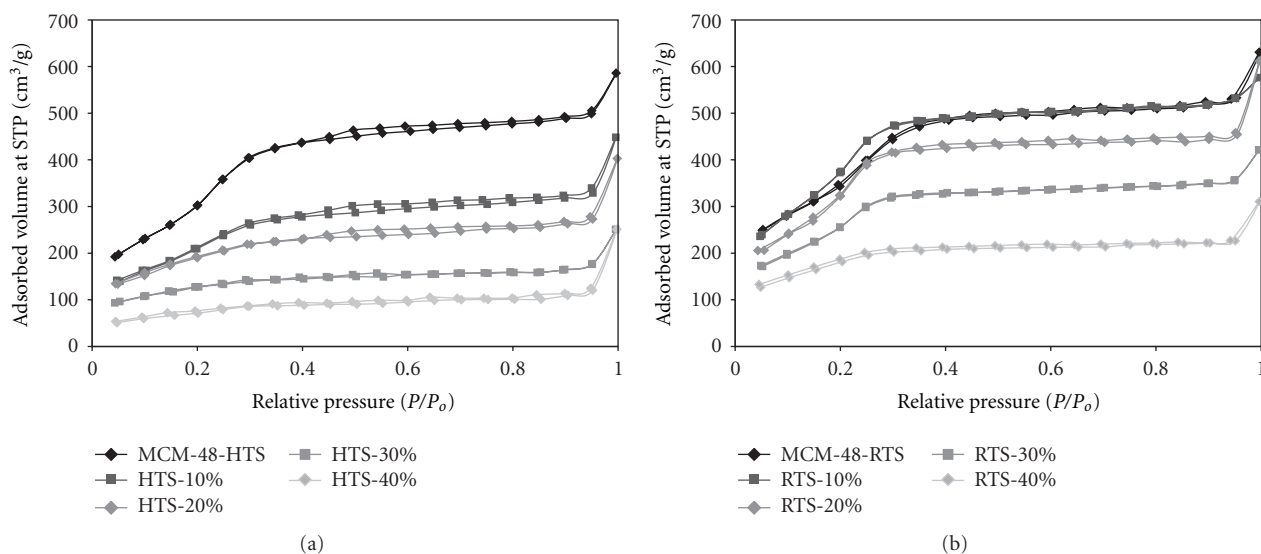 700
600
500
400
300
200
100
0
Adsorbed volume at STP (cm³/g)
0 0.2 0.4 0.6 0.8 1
Relative pressure (P/Pₒ)
MCM-48-HTS HTS-30%
HTS-10% HTS-40%
HTS-20%
(a)
700
600
500
400
300
200
100
0
Adsorbed volume at STP (cm³/g)
0 0.2 0.4 0.6 0.8 1
Relative pressure (P/Pₒ)
MCM-48-RTS RTS-30%
RTS-10% RTS-40%
RTS-20%
(b)